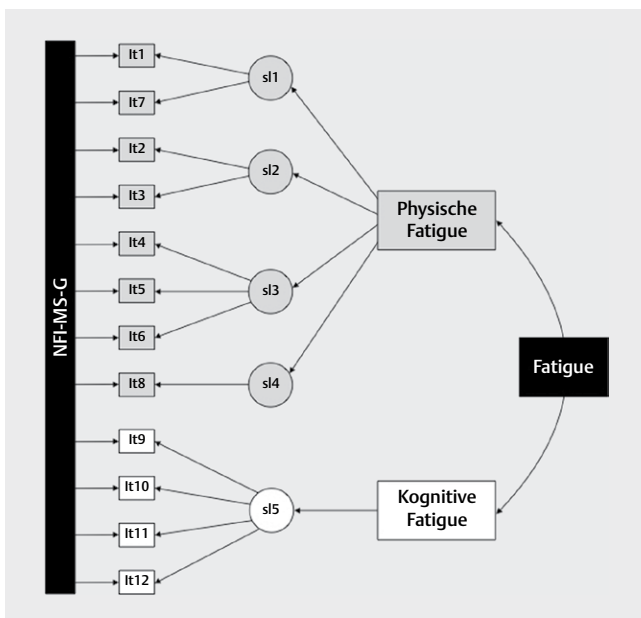 NFI-MS-G
It1
It7
It2
It3
It4
It5
It6
It8
It9
It10
It11
It12
sl1
sl2
sl3
sl4
sl5
Physische
Fatigue
Kognitive
Fatigue
Fatigue